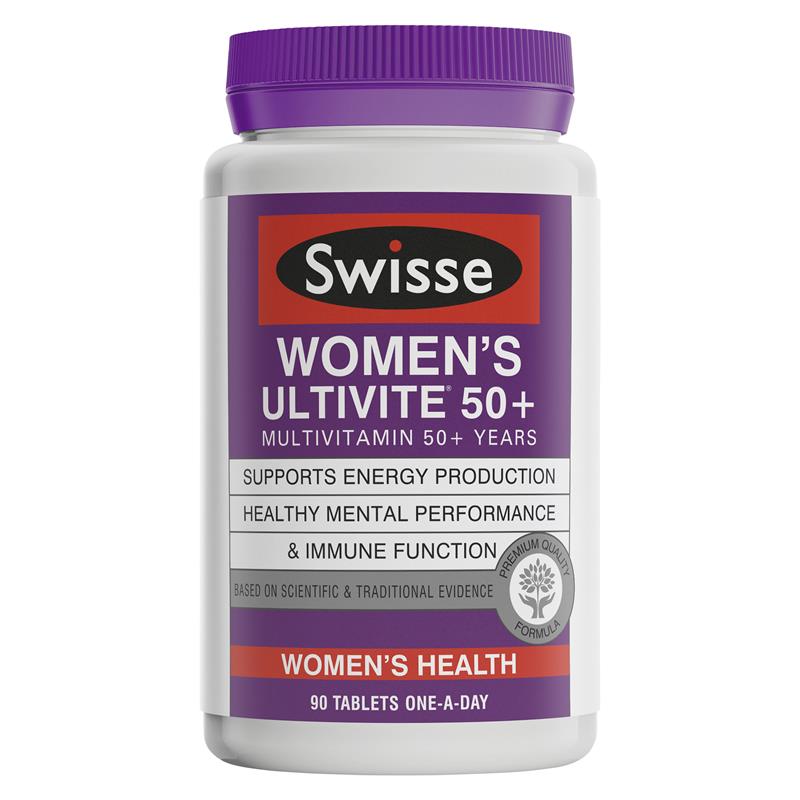 Swisse
WOMEN'S
ULTIVITE® 50+
MULTIVITAMIN 50+ YEARS
SUPPORTS ENERGY PRODUCTION
HEALTHY MENTAL PERFORMANCE
& IMMUNE FUNCTION
BASED ON SCIENTIFIC & TRADITIONAL EVIDENCE
PREMIUM QUALITY
FORMULA
WOMEN'S HEALTH
90 TABLETS ONE-A-DAY